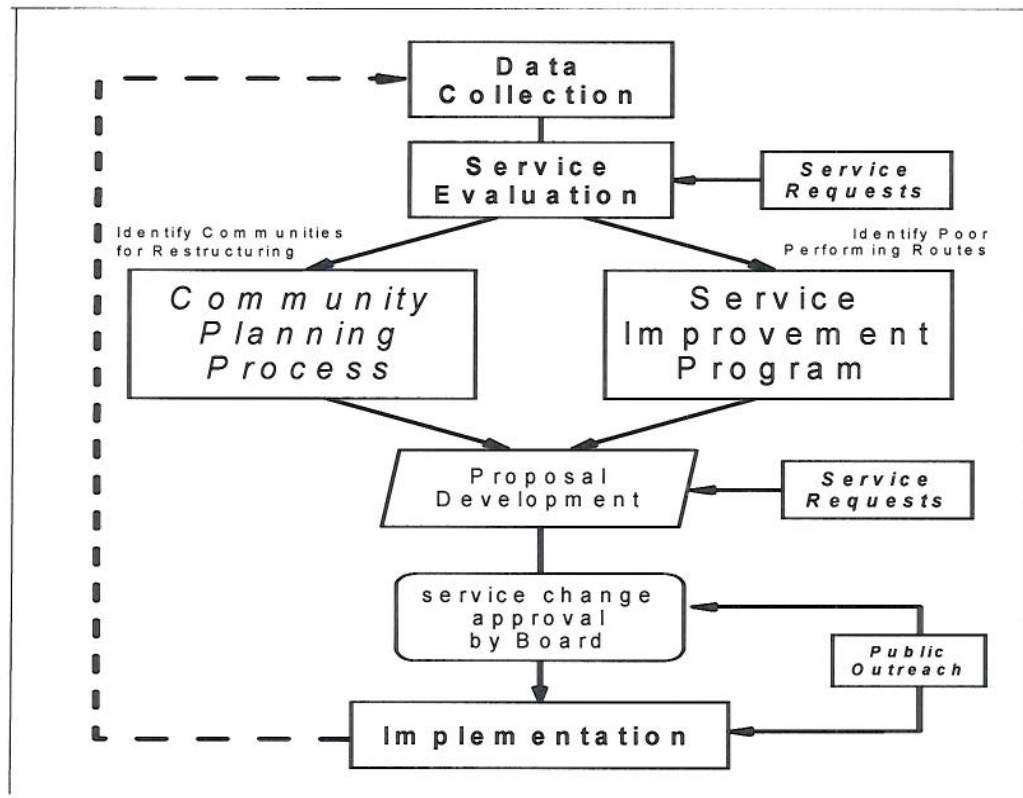 Data
Collection
Service
Evaluation
Service
Requests
Identify Communities
for Restructuring
Identify Poor
Performing Routes
Community
Planning
Process
Service
Improvement
Program
Proposal
Development
Service
Requests
service change
approval
by Board
Public
Outreach
Implementation